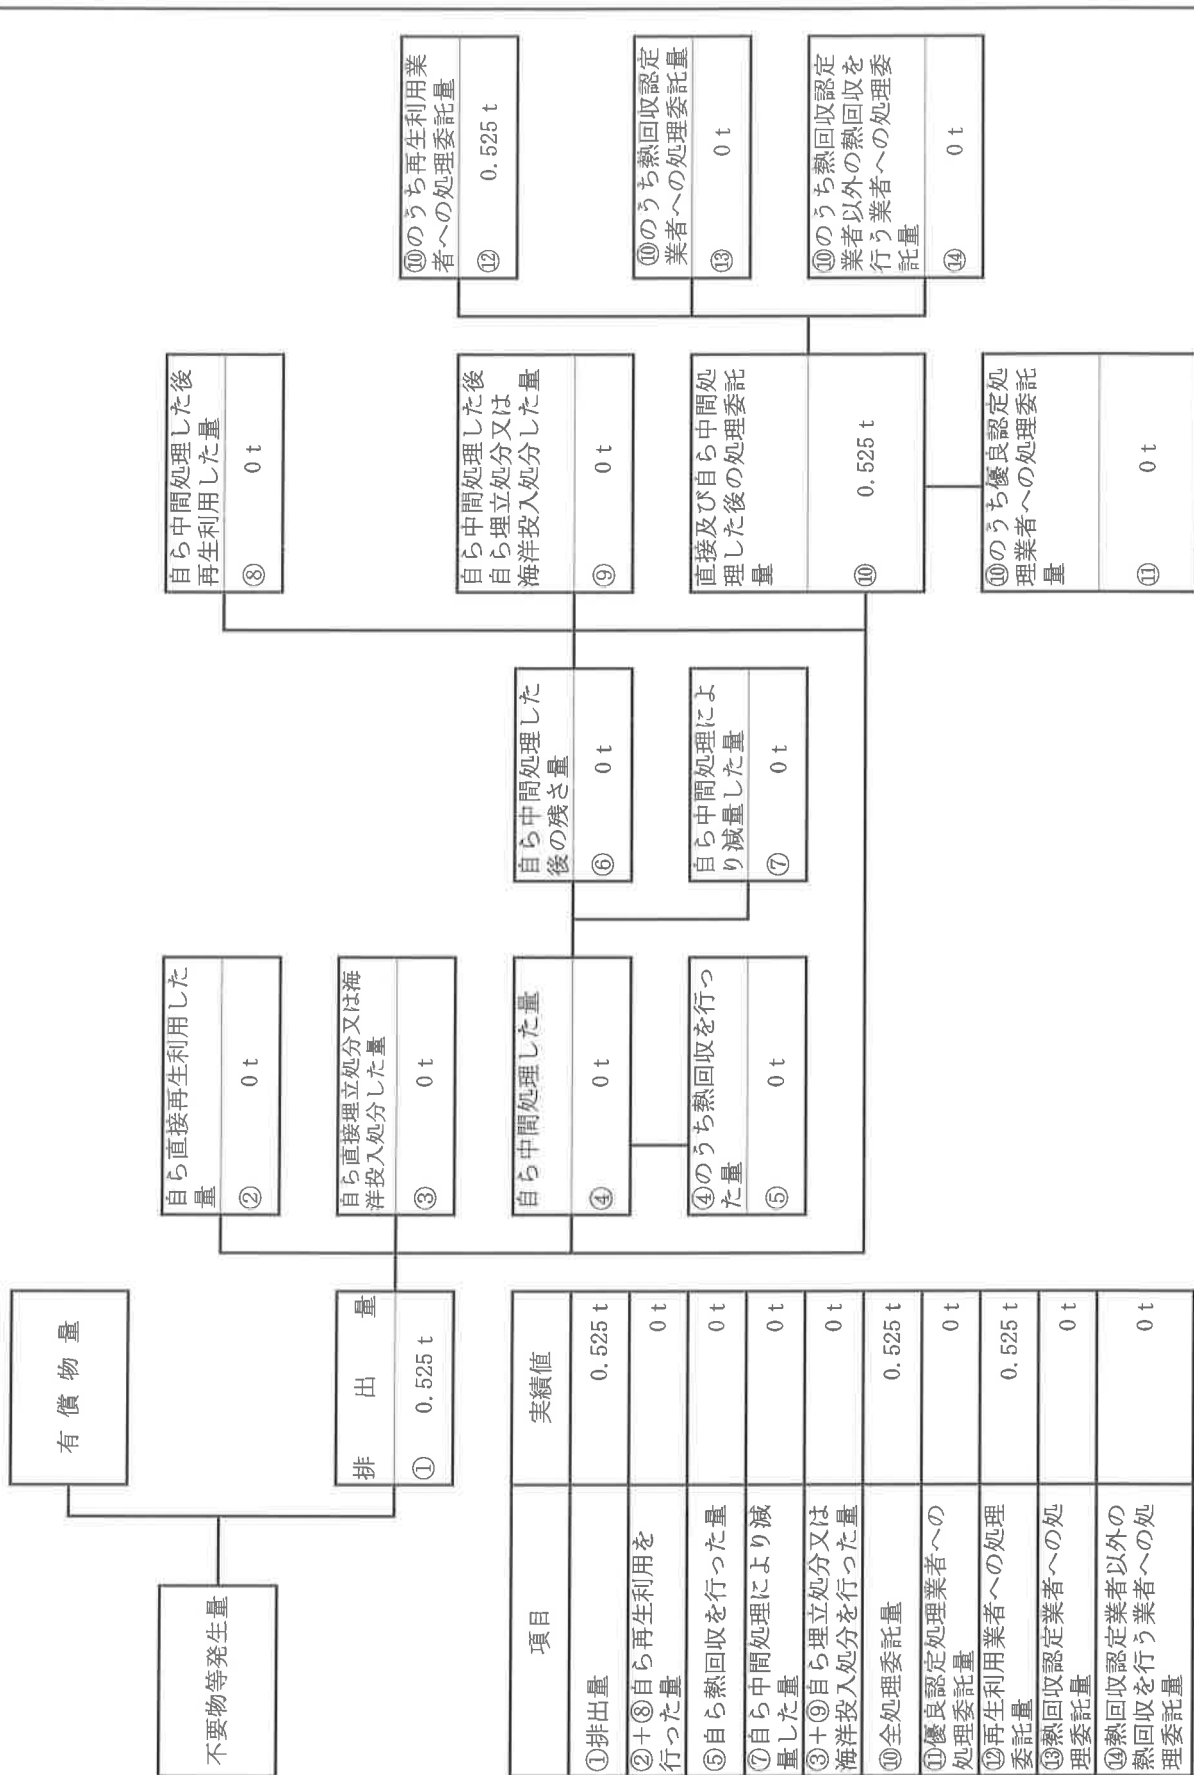 不要物等発生量
有償物量
排出量
① 0.525 t
自ら直接再生利用した
量
② 0 t
自ら直接埋立処分又は海
洋投入処分した量
③ 0 t
自ら中間処理した量
④ 0 t
④のうち熱回収を行っ
た量
⑤ 0 t
自ら中間処理した
後の残さ量
⑥ 0 t
自ら中間処理によ
り減量した量
⑦ 0 t
自ら中間処理した後
再生利用した量
⑧ 0 t
自ら中間処理した後
自ら埋立処分又は
海洋投入処分した量
⑨ 0 t
直接及び自ら中間処
理した後の処理委託
量
⑩ 0.525 t
⑩のうち優良認定処
理業者への処理委託
量
⑪ 0 t
⑩のうち再生利用業
者への処理委託量
⑫ 0.525 t
⑩のうち熱回収認定
業者への処理委託量
⑬ 0 t
⑩のうち熱回収認定
業者以外の熱回収を
行う業者への処理委
託量
⑭ 0 t
項目 実績値
①排出量 0.525 t
②＋⑧自ら再生利用を
行った量 0 t
⑤自ら熱回収を行った量 0 t
⑦自ら中間処理により減
量した量 0 t
③＋⑨自ら埋立処分又は
海洋投入処分を行った量 0 t
⑩全処理委託量 0.525 t
⑪優良認定処理業者への
処理委託量 0 t
⑫再生利用業者への処理
委託量 0.525 t
⑬熱回収認定業者への処
理委託量 0 t
⑭熱回収認定業者以外の
熱回収を行う業者への処
理委託量 0 t